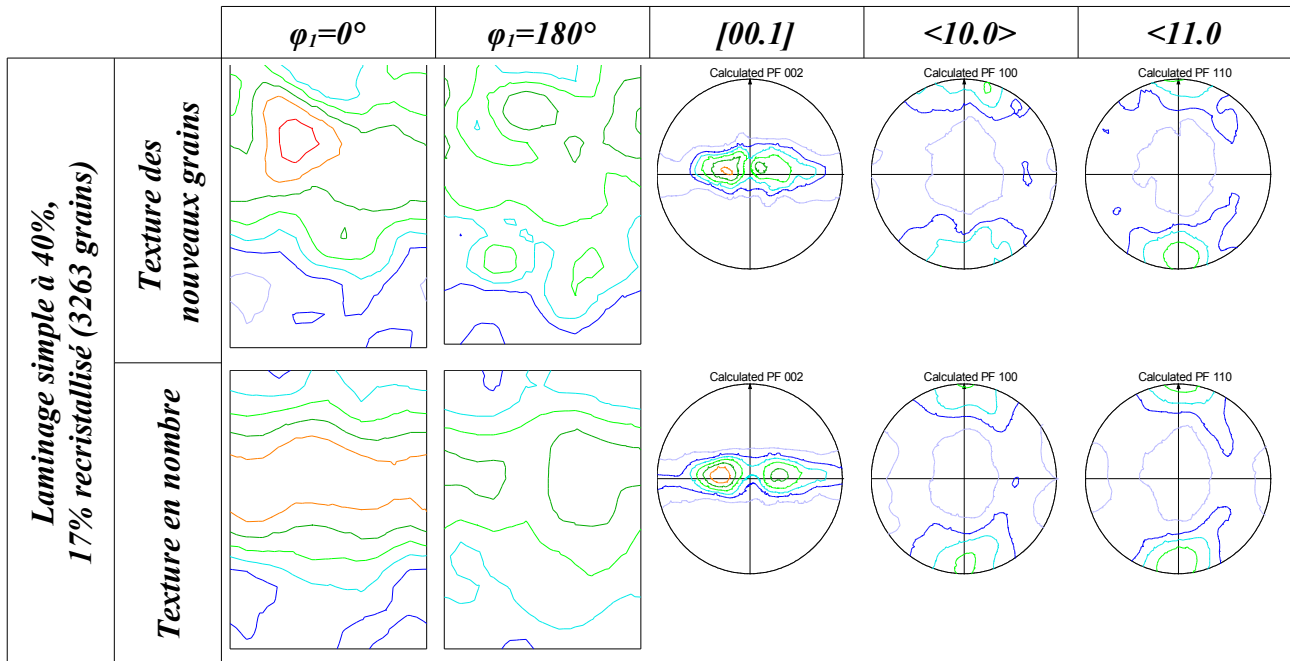 φ₁=0°
φ₁=180°
[00.1]
<10.0>
<11.0
Laminage simple à 40%,
17% recristallisé (3263 grains)
Texture des
nouveaux grains
Calculated PF 002
Calculated PF 100
Calculated PF 110
Texture en nombre
Calculated PF 002
Calculated PF 100
Calculated PF 110